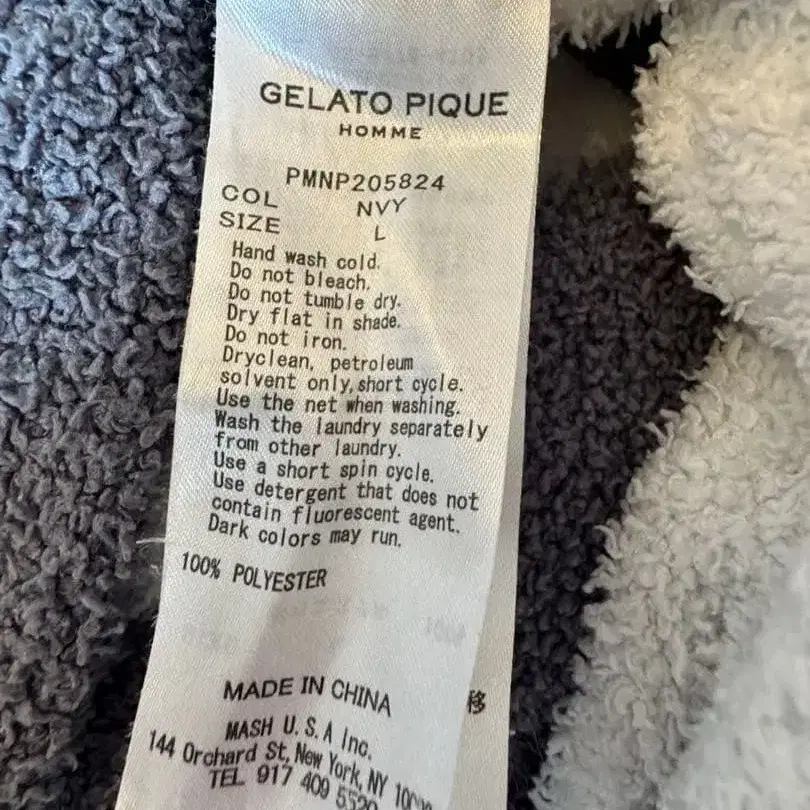 GELATO PIQUE
HOMME
PMNP205824
COL NVY
SIZE L
Hand wash cold.
Do not bleach.
Do not tumble dry.
Dry flat in shade.
Do not iron.
Dryclean, petroleum
solvent only, short cycle.
Use the net when washing.
Wash the laundry separately
from other laundry.
Use a short spin cycle.
Use detergent that does not
contain fluorescent agent.
Dark colors may run.
100% POLYESTER
MADE IN CHINA
移
MASH U.S.A Inc.
144 Orchard St, New York, NY
TEL 917 409 5520